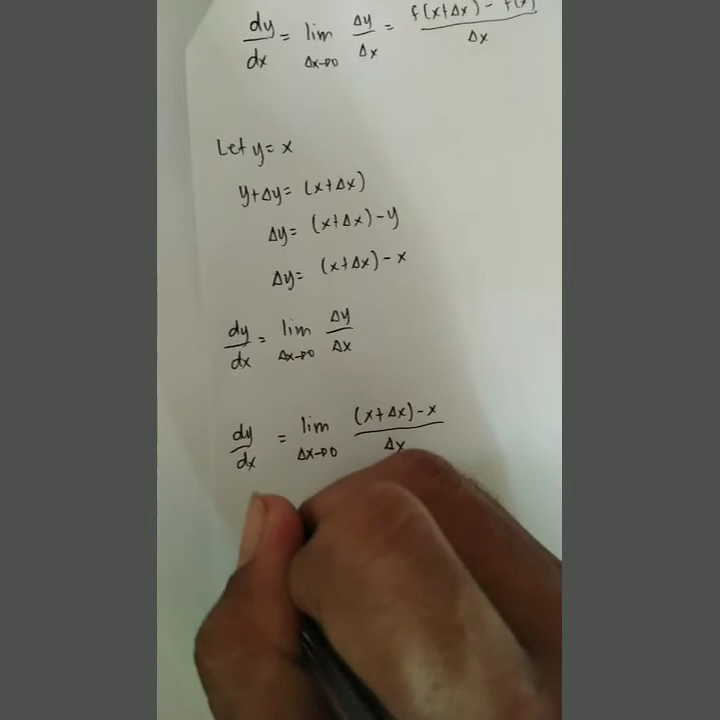 dy/dx = lim Δx→0 Δy/Δx = f(x+Δx) - f(x)/Δx
Let y = x
y+Δy = (x+Δx)
Δy = (x+Δx) - y
Δy = (x+Δx) - x
dy/dx = lim Δx→0 Δy/Δx
dy/dx = lim Δx→0 (x+Δx) - x/Δx